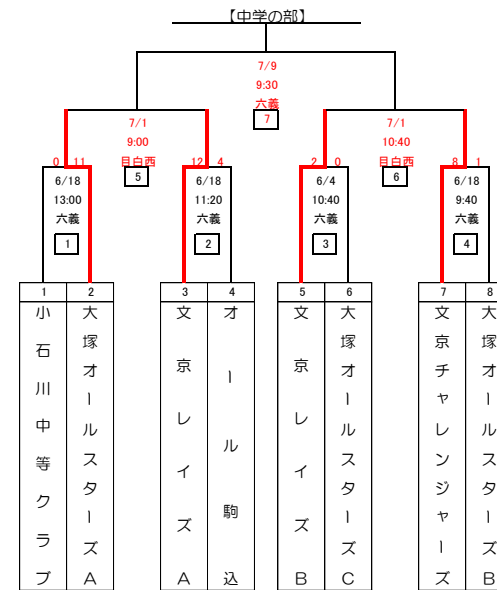 【中学の部】
7/9
9:30
六義
7
7/1
9:00
目白西
5
7/1
10:40
目白西
6
0 11
12 4
2 0
8 1
6/18
13:00
六義
1
6/18
11:20
六義
2
6/4
10:40
六義
3
6/18
9:40
六義
4
1 2 3 4 5 6 7 8
小石川中等クラブ
大塚オールスターズA
文京レイズA
オール駒込
文京レイズB
大塚オールスターズC
文京チャレンジャーズ
大塚オールスターズB